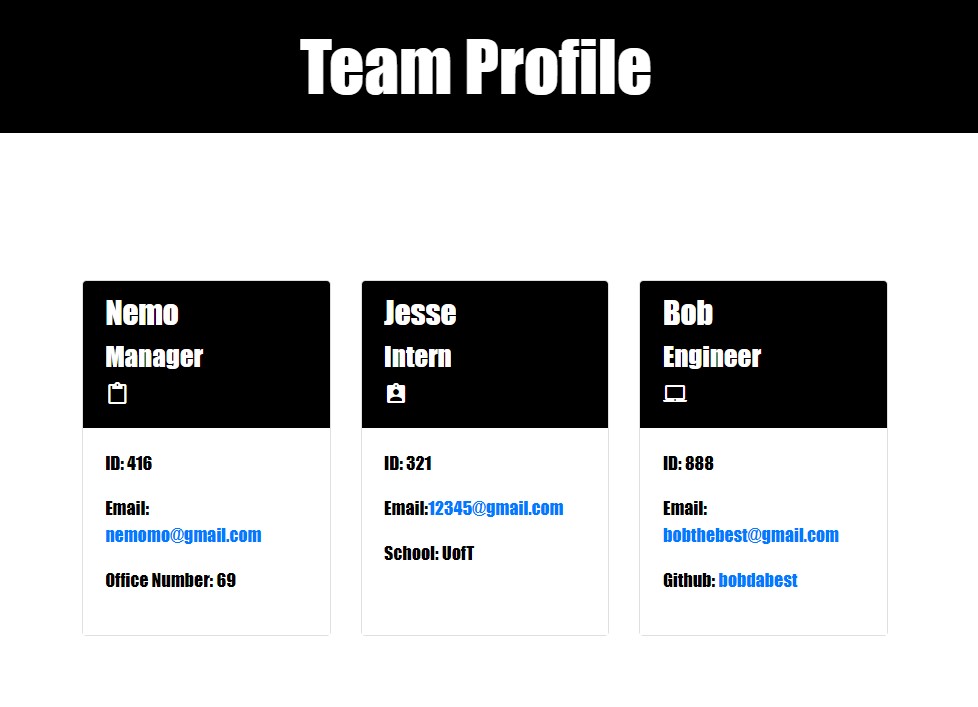 Team Profile
Nemo
Manager
ID: 416
Email:
nemomo@gmail.com
Office Number: 69
Jesse
Intern
ID: 321
Email:12345@gmail.com
School: UofT
Bob
Engineer
ID: 888
Email:
bobthebest@gmail.com
Github: bobdabest